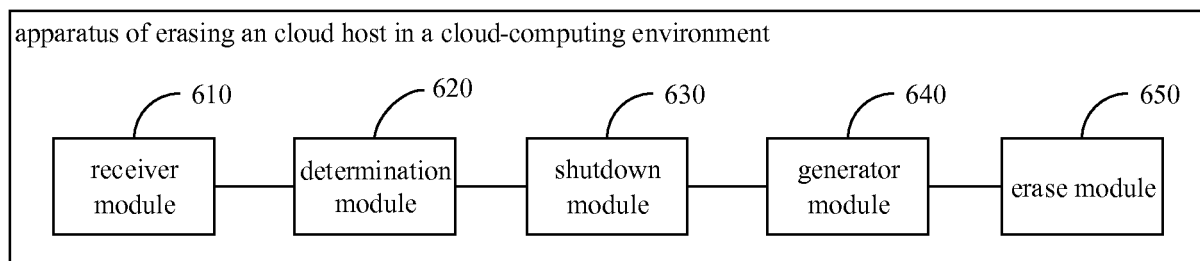 apparatus of erasing an cloud host in a cloud-computing environment
610
620
630
640
650
receiver
module
determination
module
shutdown
module
generator
module
erase module